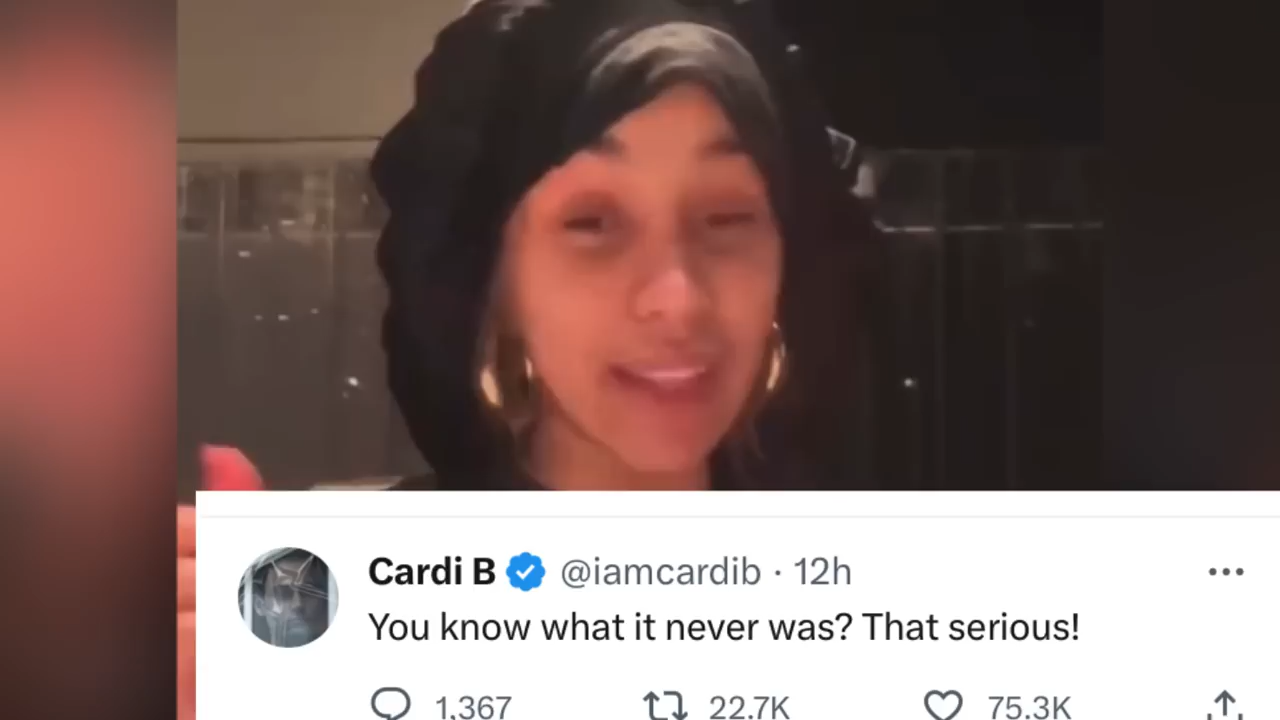 Cardi B @iamcardib · 12h
You know what it never was? That serious!
1,367 22.7K 75.3K